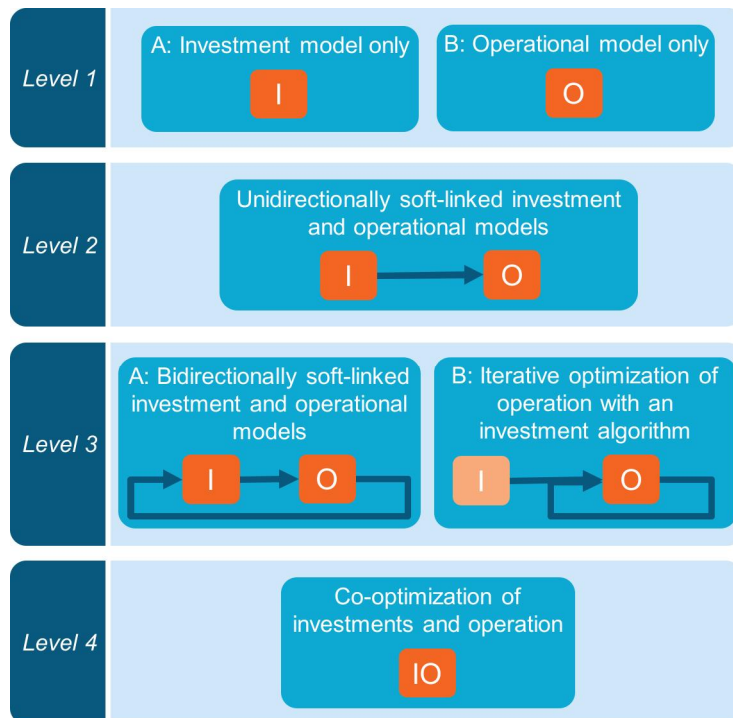 Level 1
A: Investment model only
I
B: Operational model only
O
Level 2
Unidirectionally soft-linked investment
and operational models
I
O
Level 3
A: Bidirectionally soft-linked
investment and operational
models
I
O
B: Iterative optimization of
operation with an
investment algorithm
I
O
Level 4
Co-optimization of
investments and operation
IO